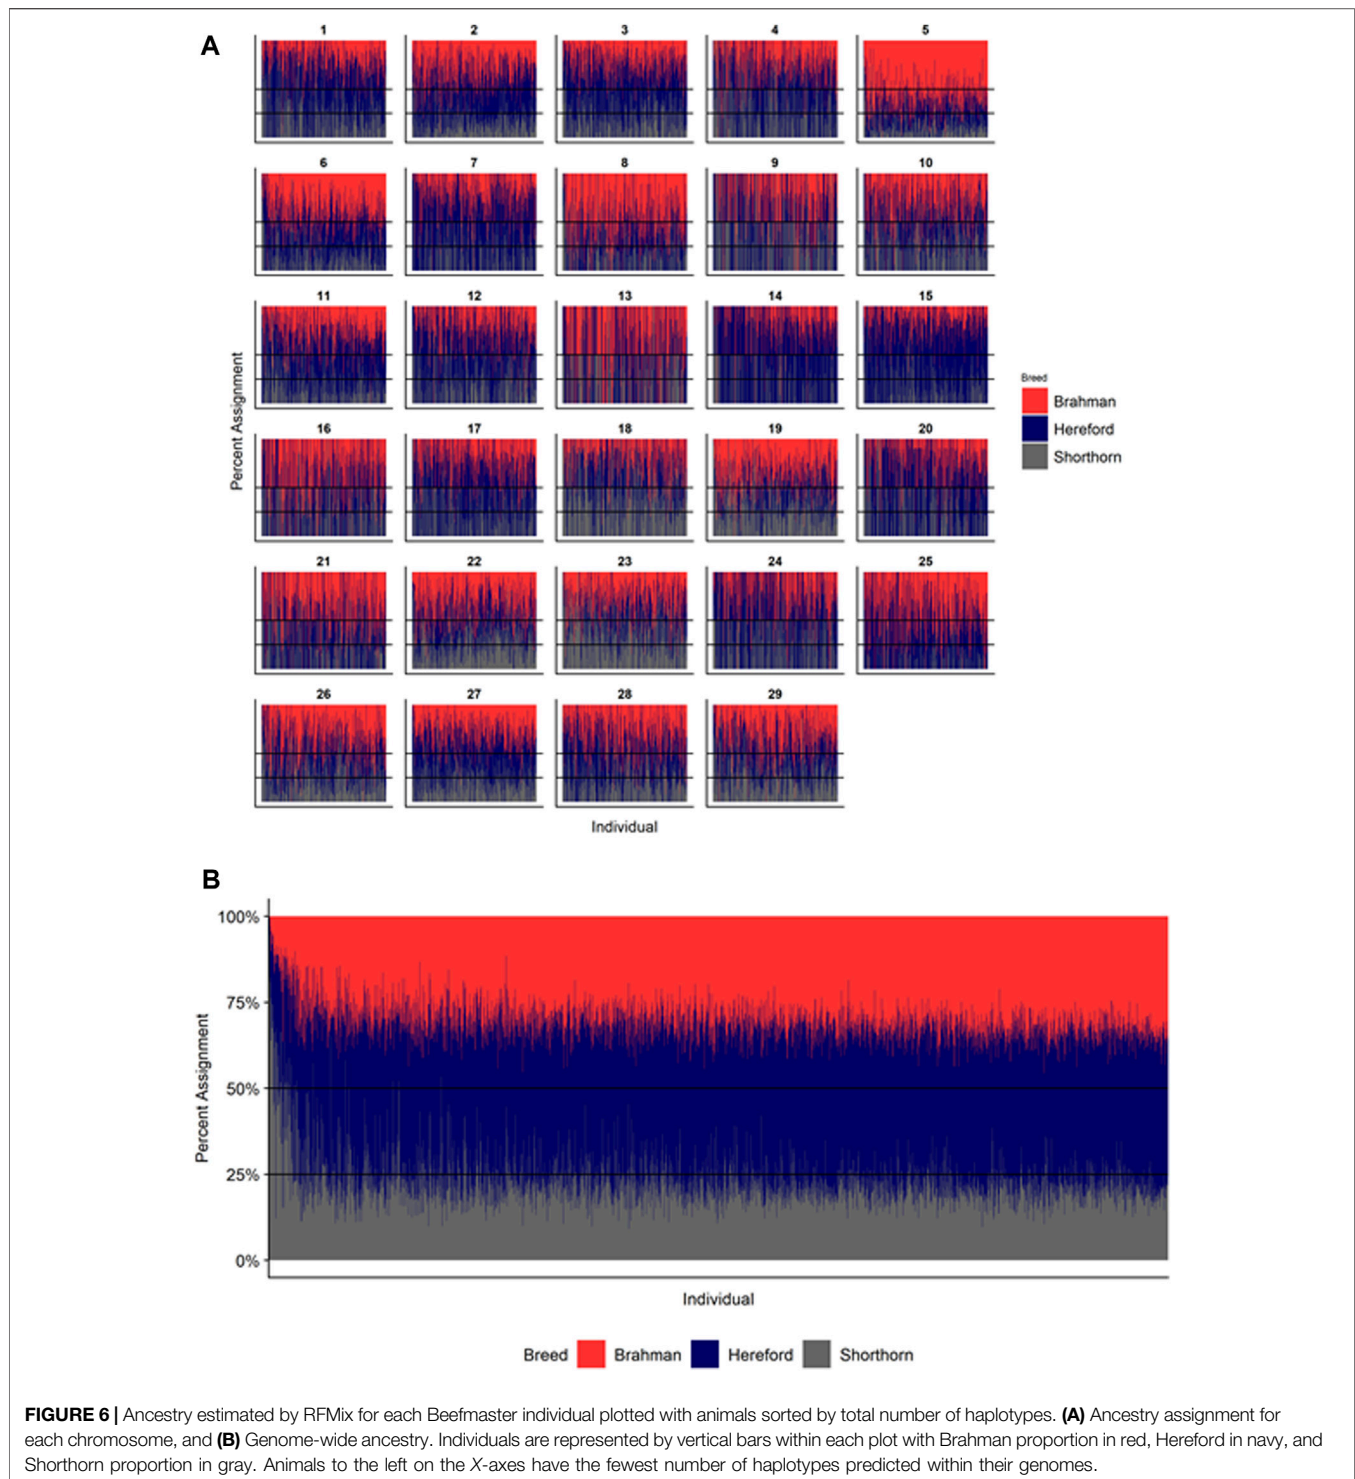 A
1 2 3 4 5
6 7 8 9 10
11 12 13 14 15
16 17 18 19 20
21 22 23 24 25
26 27 28 29
Percent Assignment
Individual
Breed
Brahman
Hereford
Shorthorn
B
100%
75%
50%
25%
0%
Percent Assignment
Individual
Breed Brahman Hereford Shorthorn
FIGURE 6 | Ancestry estimated by RFMix for each Beefmaster individual plotted with animals sorted by total number of haplotypes. (A) Ancestry assignment for
each chromosome, and (B) Genome-wide ancestry. Individuals are represented by vertical bars within each plot with Brahman proportion in red, Hereford in navy, and
Shorthorn proportion in gray. Animals to the left on the X-axes have the fewest number of haplotypes predicted within their genomes.